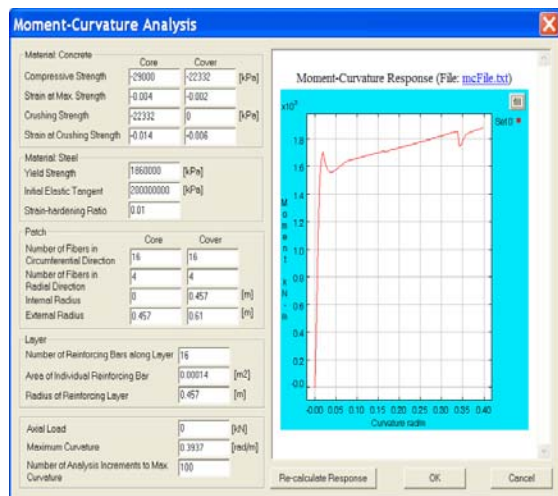 Moment-Curvature Analysis
Material: Concrete
Core Cover
Compressive Strength -29000 -22332 [kPa]
Strain at Max. Strength -0.004 -0.002
Crushing Strength -22332 0 [kPa]
Strain at Crushing Strength -0.014 -0.006
Material: Steel
Yield Strength 1860000 [kPa]
Initial Elastic Tangent 200000000 [kPa]
Strain-hardening Ratio 0.01
Patch
Core Cover
Number of Fibers in Circumferential Direction 16 16
Number of Fibers in Radial Direction 4 4
Internal Radius 0 0.457 [m]
External Radius 0.457 0.61 [m]
Layer
Number of Reinforcing Bars along Layer 16
Area of Individual Reinforcing Bar 0.00014 [m2]
Radius of Reinforcing Layer 0.457 [m]
Axial Load 0 [kN]
Maximum Curvature 0.3937 [rad/m]
Number of Analysis Increments to Max. Curvature 100
Moment-Curvature Response (File: mcFile.txt)
Set 0
1.8
1.6
1.4
1.2
1.0
0.8
0.6
0.4
0.2
-0.0
Moment kN-m
-0.00 0.05 0.10 0.15 0.20 0.25 0.30 0.35 0.40
Curvature rad/m
Re-calculate Response OK Cancel